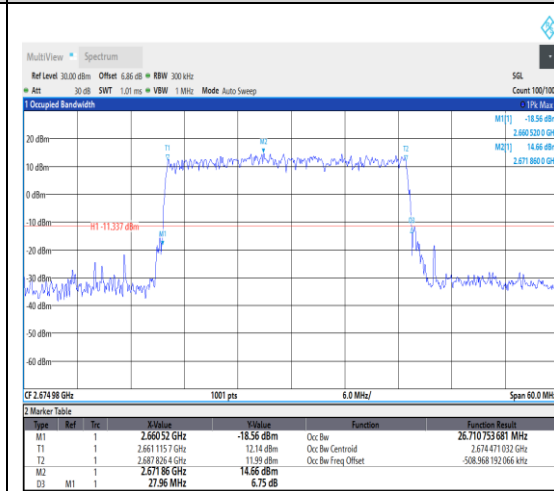 MultiView Spectrum
Ref Level 30.00 dBm Offset 6.86 dB RBW 300 kHz SGL
Att 30 dB SWT 1.01 ms VBW 1 MHz Mode Auto Sweep Count 100/100
1 Occupied Bandwidth 1Pk Max
M1[1] -18.56 dBm
2.660 520 0 GHz
M2[1] 14.66 dBm
2.671 860 0 GHz
20 dBm
T1
M2
T2
10 dBm
0 dBm
-10 dBm
H1 -11.337 dBm
M1
D3
-20 dBm
-30 dBm
-40 dBm
-50 dBm
-60 dBm
CF 2.674 98 GHz 1001 pts 6.0 MHz/ Span 60.0 MHz
2 Marker Table
Type Ref Trc X-Value Y-Value Function Function Result
M1 1 2.660 52 GHz -18.56 dBm Occ Bw 26.710 753 681 MHz
T1 1 2.661 115 7 GHz 12.14 dBm Occ Bw Centroid 2.674 471 032 GHz
T2 1 2.687 826 4 GHz 11.99 dBm Occ Bw Freq Offset -508.968 192 066 kHz
M2 1 2.671 86 GHz 14.66 dBm
D3 M1 1 27.96 MHz 6.75 dB